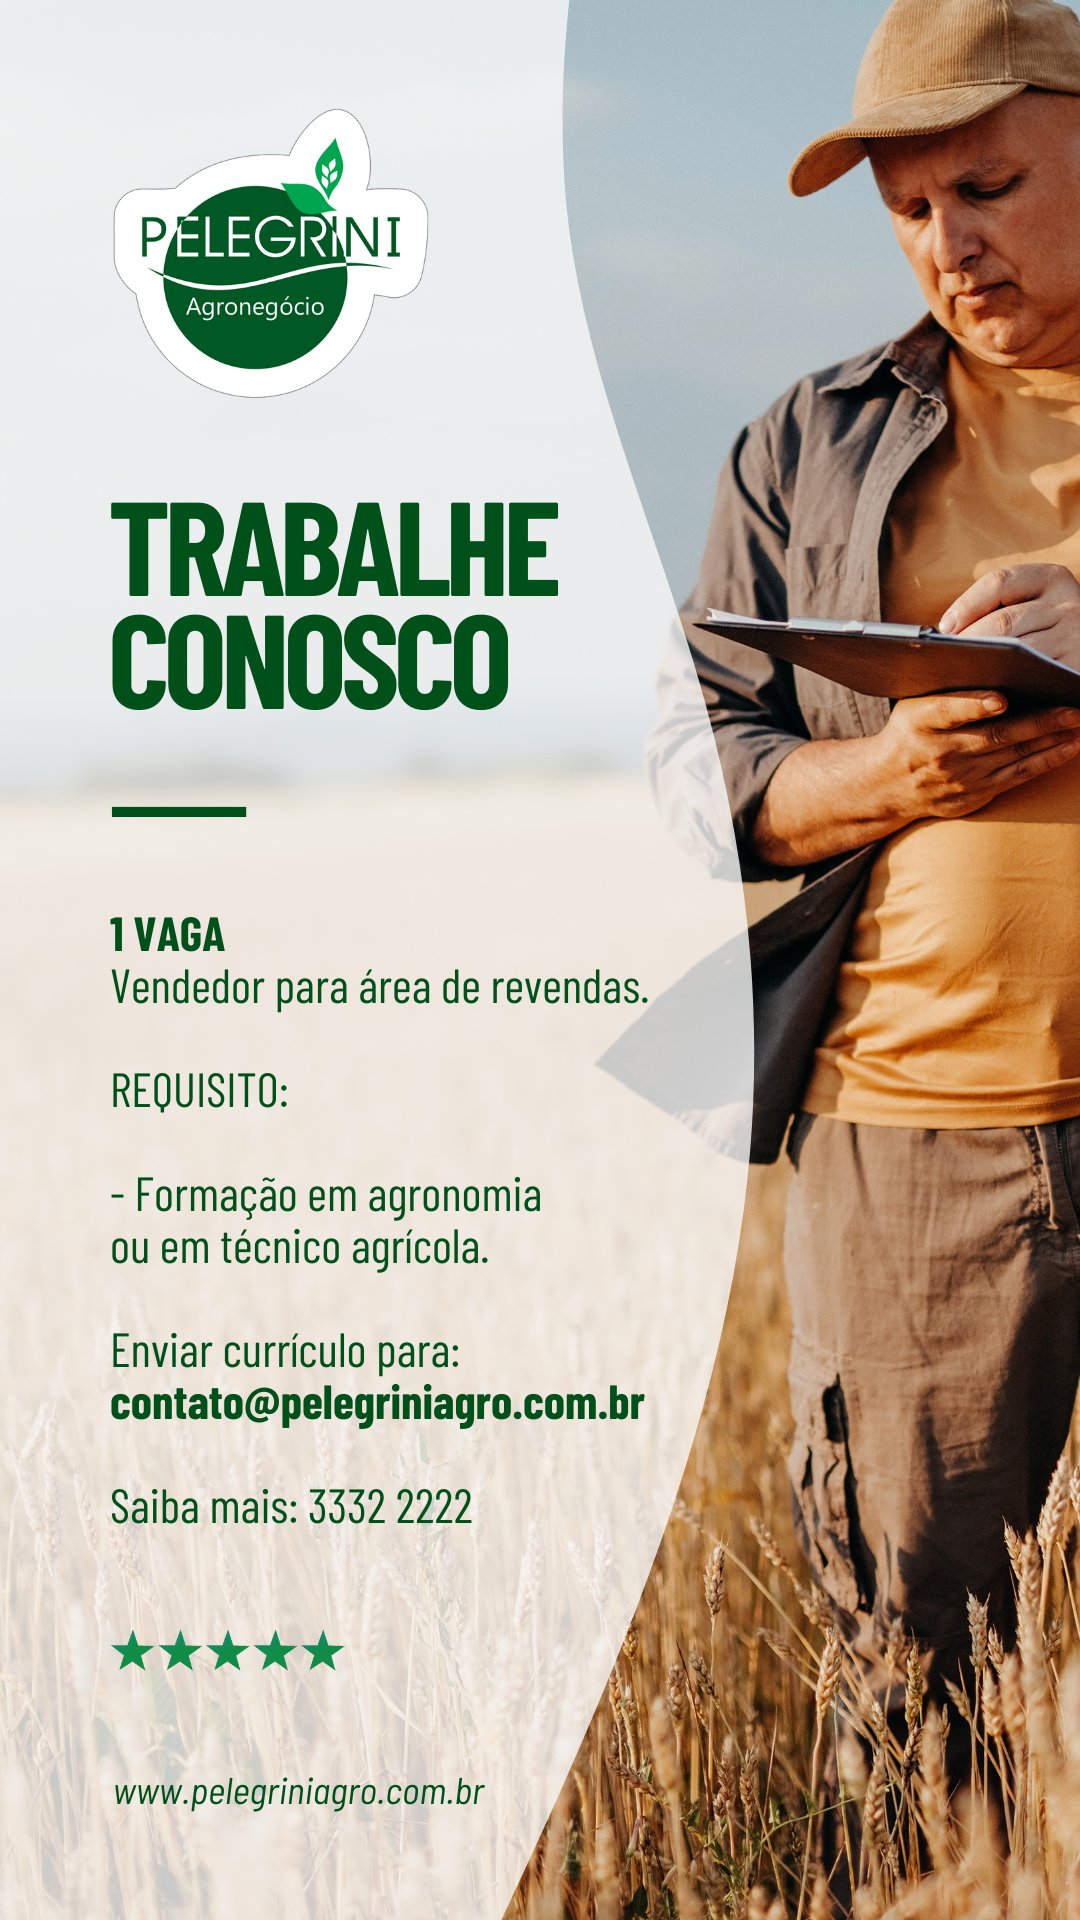 PELEGRINI
Agronegócio
TRABALHE
CONOSCO
1 VAGA
Vendedor para área de revendas.
REQUISITO:
- Formação em agronomia
ou em técnico agrícola.
Enviar currículo para:
contato@pelegriniagro.com.br
Saiba mais: 3332 2222
www.pelegriniagro.com.br